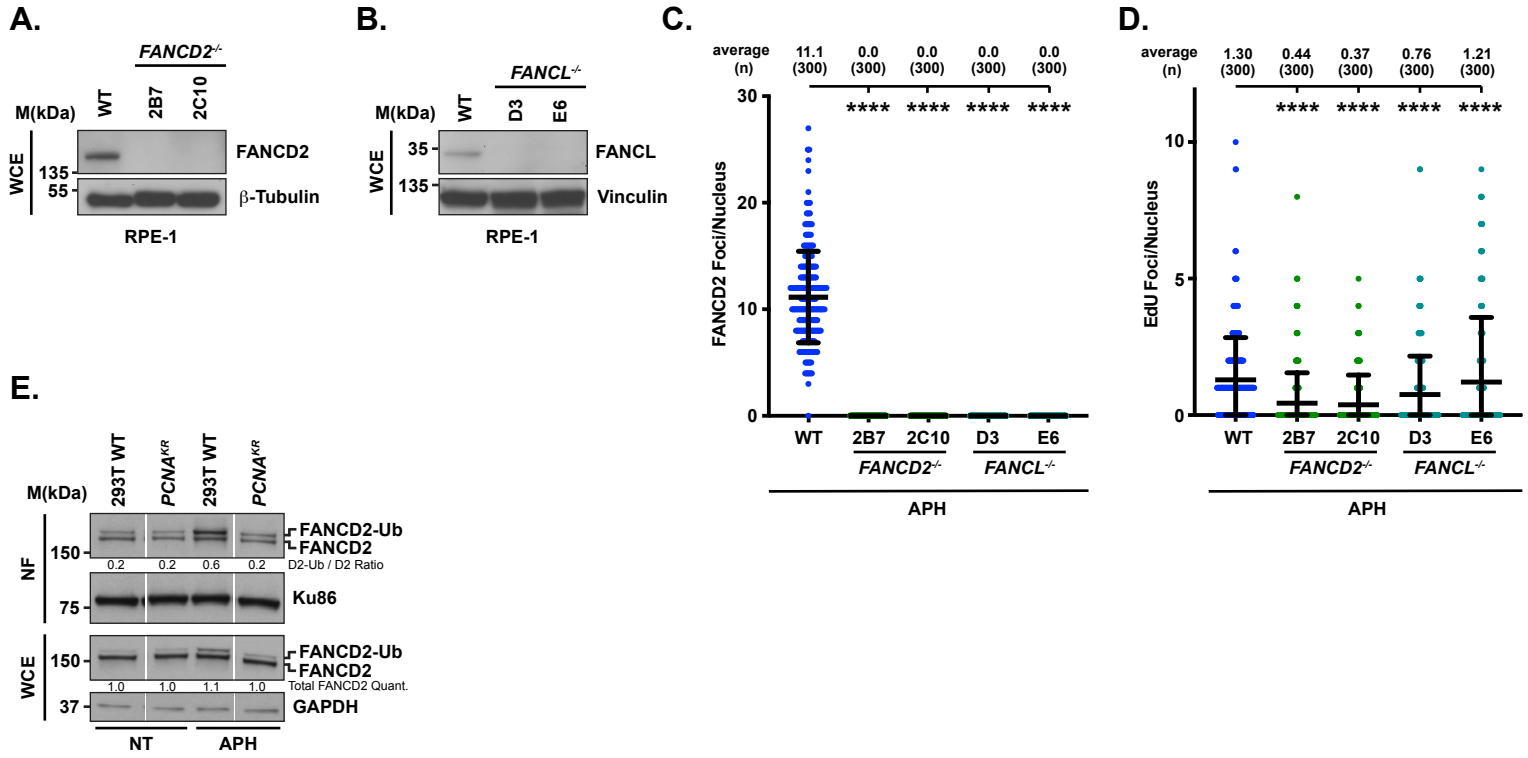 A.
FANCD2-/-
WT
2B7
2C10
M(kDa)
WCE
FANCD2
135
55
β-Tubulin
RPE-1
B.
FANCL-/-
WT
D3
E6
M(kDa)
WCE
35
FANCL
135
Vinculin
RPE-1
C.
average 11.1 0.0 0.0 0.0 0.0
(n) (300) (300) (300) (300) (300)
**** **** **** ****
FANCD2 Foci/Nucleus
30
20
10
0
WT 2B7 2C10 D3 E6
FANCD2-/- FANCL-/-
APH
D.
average 1.30 0.44 0.37 0.76 1.21
(n) (300) (300) (300) (300) (300)
**** **** **** ****
EdU Foci/Nucleus
10
5
0
WT 2B7 2C10 D3 E6
FANCD2-/- FANCL-/-
APH
E.
293T WT
PCNAKR
293T WT
PCNAKR
M(kDa)
NF
FANCD2-Ub
150
FANCD2
0.2 0.2 0.6 0.2 D2-Ub / D2 Ratio
Ku86
75
WCE
FANCD2-Ub
150
FANCD2
1.0 1.0 1.1 1.0 Total FANCD2 Quant.
37
GAPDH
NT APH